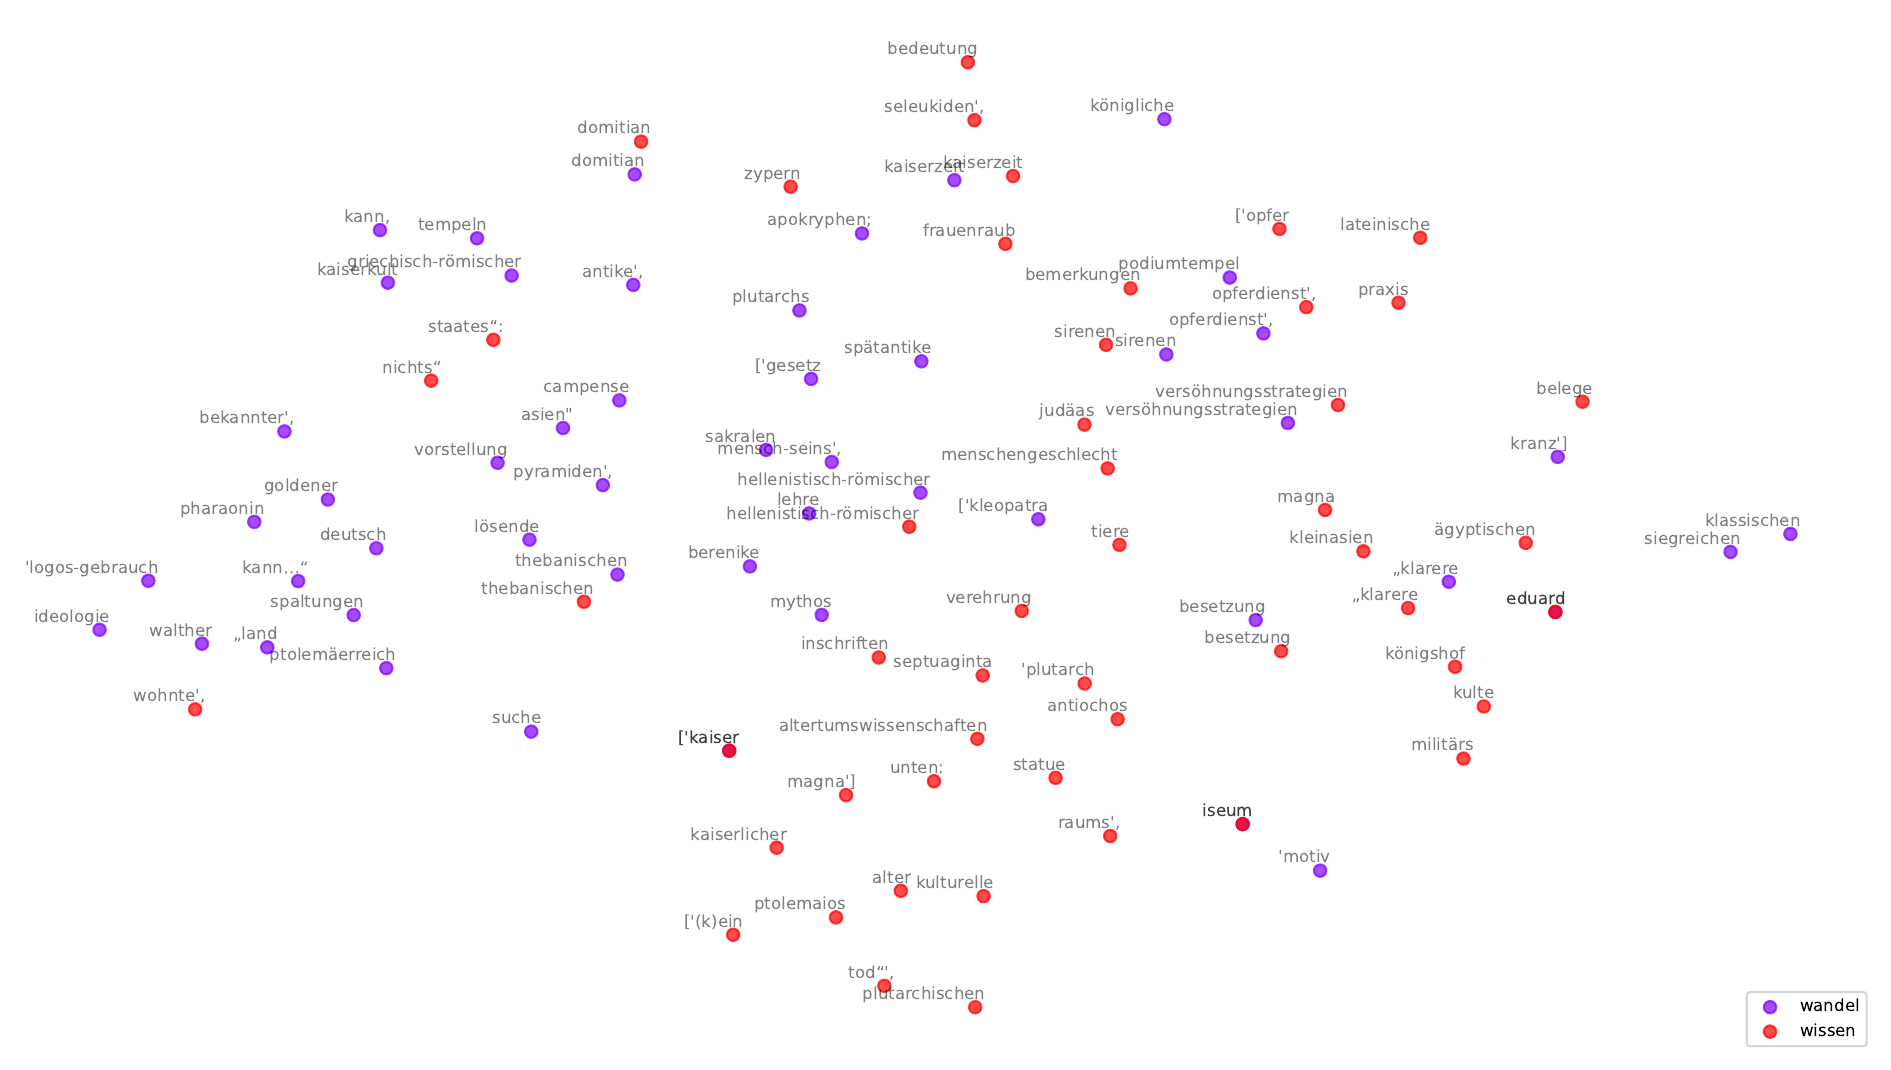 bedeutung
seleukiden',
königliche
domitian
domitian
kaiserzeit
kaiserzeit
zypern
kann,
tempeln
apokryphen;
frauenraub
['opfer
lateinische
griechisch-römischer
kaiserkult
antike',
bemerkungen
podiumtempel
plutarchs
opferdienst',
praxis
staates“:
opferdienst',
sirenen
sirenen
spätantike
nichts“
['gesetz
campense
versöhnungsstrategien
belege
bekannter',
asien"
judäas
versöhnungsstrategien
sakralen
kranz']
vorstellung
mensch-seins',
menschengeschlecht
pyramiden',
goldener
hellenistisch-römischer
lehre
magna
pharaonin
hellenistisch-römischer
['kleopatra
klassischen
deutsch
lösende
tiere
kleinasien
ägyptischen
siegreichen
'logos-gebrauch
kann…“
thebanischen
berenike
„klarere
thebanischen
spaltungen
mythos
verehrung
besetzung
„klarere
eduard
ideologie
walther
„land
inschriften
besetzung
ptolemäerreich
septuaginta
'plutarch
königshof
wohnte',
antiochos
kulte
suche
['kaiser
altertumswissenschaften
militärs
magna']
unten:
statue
kaiserlicher
raums',
iseum
'motiv
alter
kulturelle
ptolemaios
['(k)ein
tod“',
plutarchischen
wandel
wissen